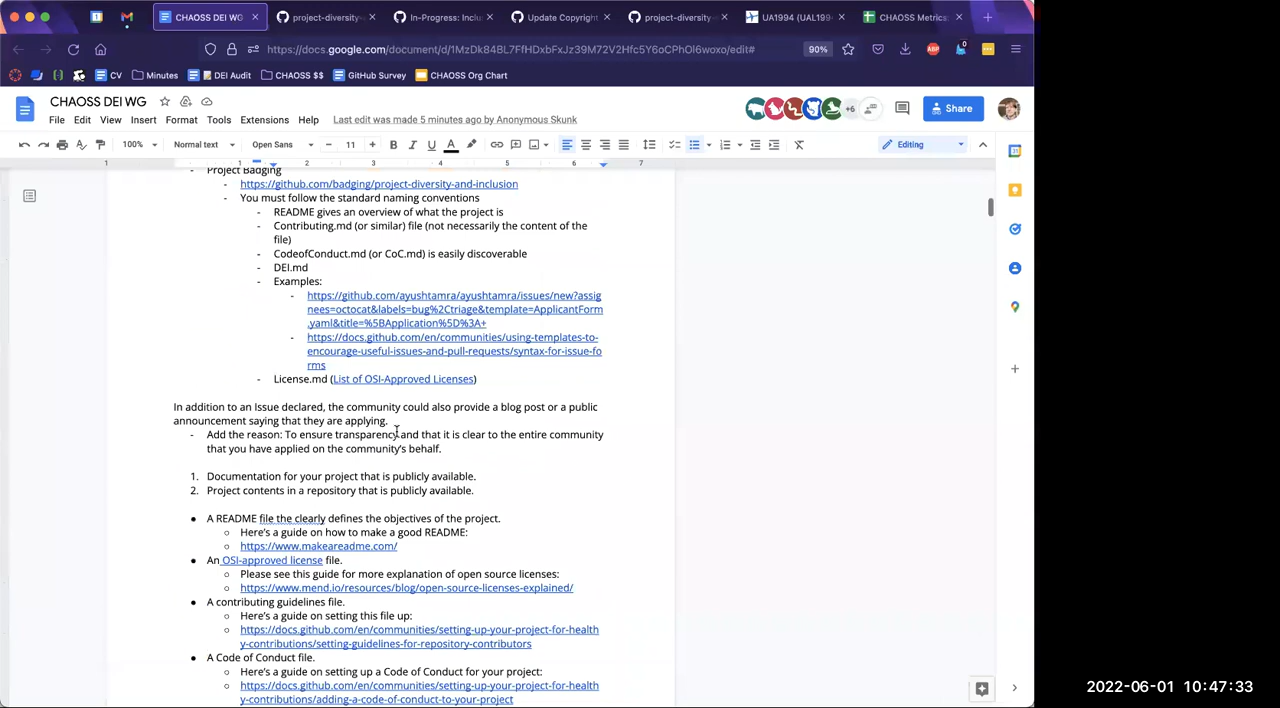 CHAOSS DEI WG
project-diversity
In-Progress: Inclu
Update Copyright
project-diversity
UA1994 (UAL199
CHAOSS Metrics
https://docs.google.com/document/d/1MzDk84BL7FfHDxbFxJz39M72V2Hfc5Y6aCPhOl6woxo/edit#
90%
CV
Minutes
DEI Audit
CHAOSS $$
GitHub Survey
CHAOSS Org Chart
CHAOSS DEI WG
+6
Share
File Edit View Insert Format Tools Extensions Help Last edit was made 5 minutes ago by Anonymous Skunk
100% Normal text Open Sans 11 Editing
1 1 2 3 4 5 6 7
- Project Badging
- https://github.com/badging/project-diversity-and-inclusion
- You must follow the standard naming conventions
- README gives an overview of what the project is
- Contributing.md (or similar) file (not necessarily the content of the
file)
- CodeofConduct.md (or CoC.md) is easily discoverable
- DEI.md
- Examples:
- https://github.com/ayushtamra/ayushtamra/issues/new?assig
nees=octocat&labels=bug%2Ctriage&template=ApplicantForm
.yaml&title=%5BApplication%5D%3A+
- https://docs.github.com/en/communities/using-templates-to-
encourage-useful-issues-and-pull-requests/syntax-for-issue-fo
rms
- License.md (List of OSI-Approved Licenses)
In addition to an Issue declared, the community could also provide a blog post or a public
announcement saying that they are applying.
- Add the reason: To ensure transparency and that it is clear to the entire community
that you have applied on the community's behalf.
1. Documentation for your project that is publicly available.
2. Project contents in a repository that is publicly available.
● A README file the clearly defines the objectives of the project.
○ Here's a guide on how to make a good README:
○ https://www.makeareadme.com/
● An OSI-approved license file.
○ Please see this guide for more explanation of open source licenses:
○ https://www.mend.io/resources/blog/open-source-licenses-explained/
● A contributing guidelines file.
○ Here's a guide on setting this file up:
○ https://docs.github.com/en/communities/setting-up-your-project-for-health
y-contributions/setting-guidelines-for-repository-contributors
● A Code of Conduct file.
○ Here's a guide on setting up a Code of Conduct for your project:
○ https://docs.github.com/en/communities/setting-up-your-project-for-health
y-contributions/adding-a-code-of-conduct-to-your-project
2022-06-01 10:47:33